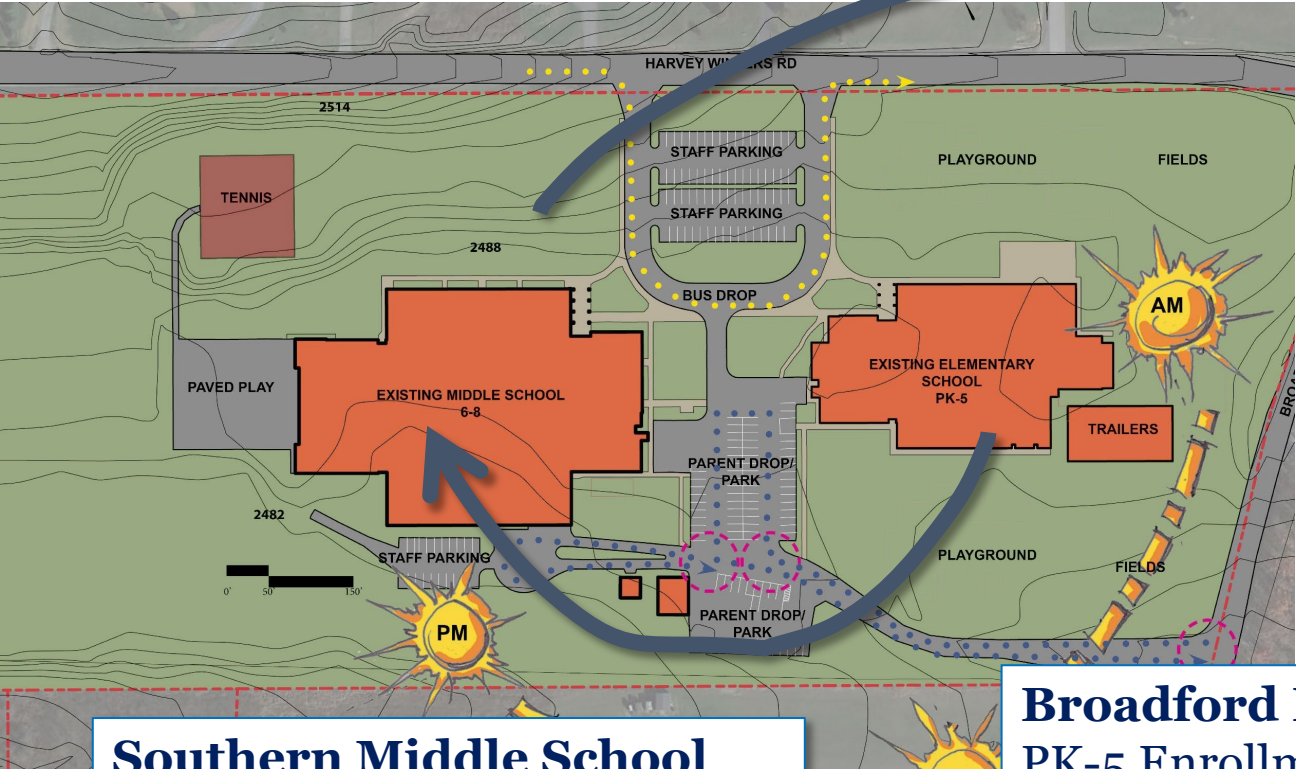 HARVEY RD
2514
STAFF PARKING
PLAYGROUND
FIELDS
TENNIS
STAFF PARKING
2488
BUS DROP
AM
EXISTING ELEMENTARY
SCHOOL
PK-5
PAVED PLAY
EXISTING MIDDLE SCHOOL
6-8
TRAILERS
PARENT DROP/
PARK
2482
STAFF PARKING
PLAYGROUND
FIELDS
0' 50' 150'
PARENT DROP/
PARK
PM
Broadford
Southern Middle School
PK-5